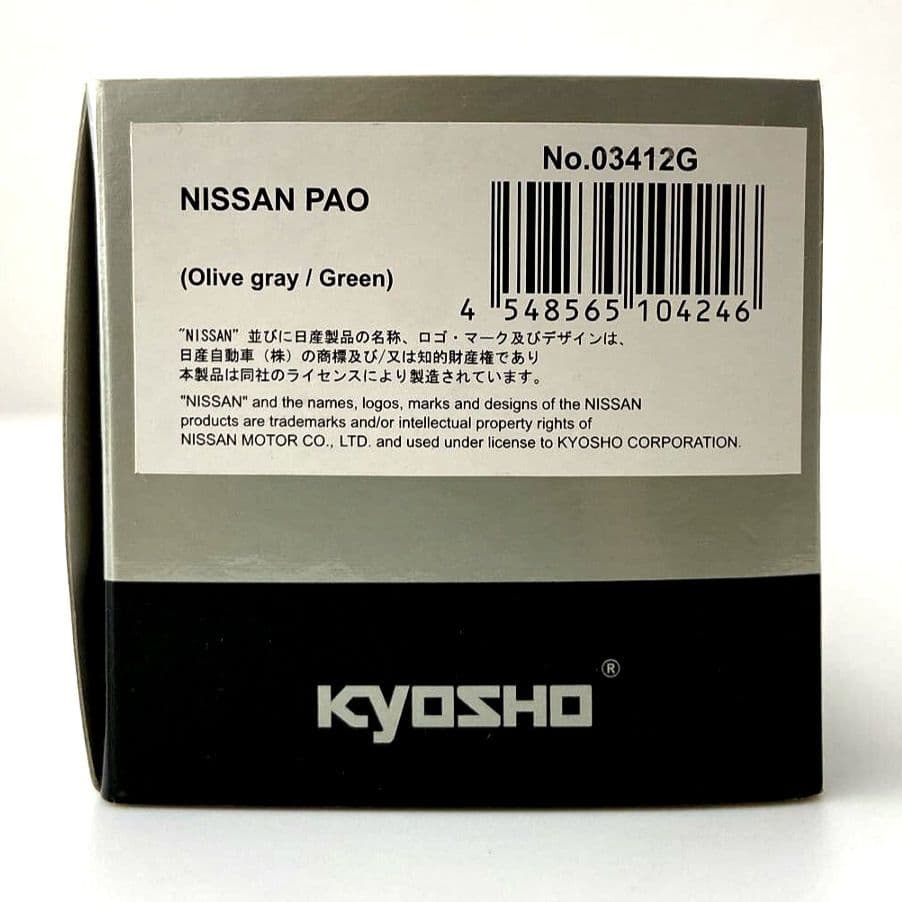 No.03412G
NISSAN PAO
(Olive gray / Green)
4 548565 104246
"NISSAN" 並びに日産製品の名称、ロゴ・マーク及びデザインは、
日産自動車（株）の商標及び/又は知的財産権であり
本製品は同社のライセンスにより製造されています。
"NISSAN" and the names, logos, marks and designs of the NISSAN
products are trademarks and/or intellectual property rights of
NISSAN MOTOR CO., LTD. and used under license to KYOSHO CORPORATION.
KYOSHO®